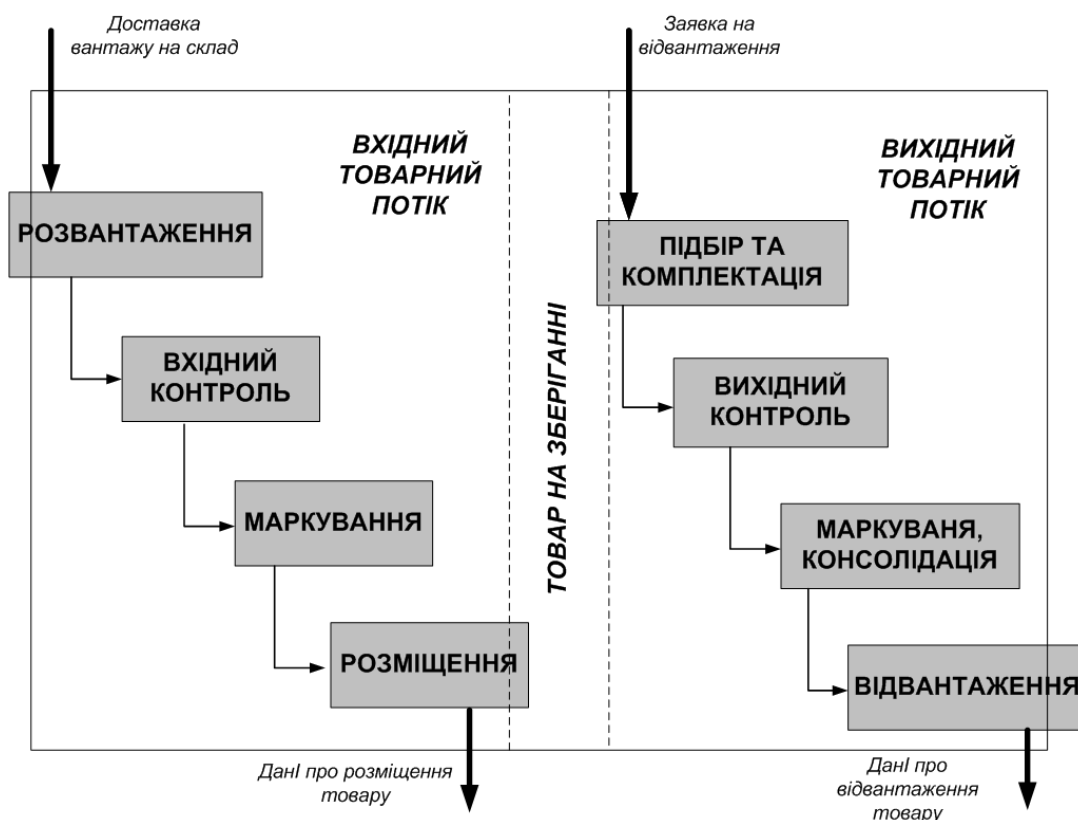 Доставка
вантажу на склад
Заявка на
відвантаження
ВХІДНИЙ
ТОВАРНИЙ
ПОТІК
ВИХІДНИЙ
ТОВАРНИЙ
ПОТІК
РОЗВАНТАЖЕННЯ
ВХІДНИЙ
КОНТРОЛЬ
МАРКУВАННЯ
РОЗМІЩЕННЯ
ДанІ про розміщення
товару
ТОВАР НА ЗБЕРІГАННІ
ПІДБІР ТА
КОМПЛЕКТАЦІЯ
ВИХІДНИЙ
КОНТРОЛЬ
МАРКУВАНЯ,
КОНСОЛІДАЦІЯ
ВІДВАНТАЖЕННЯ
ДанІ про
відвантаження
товару